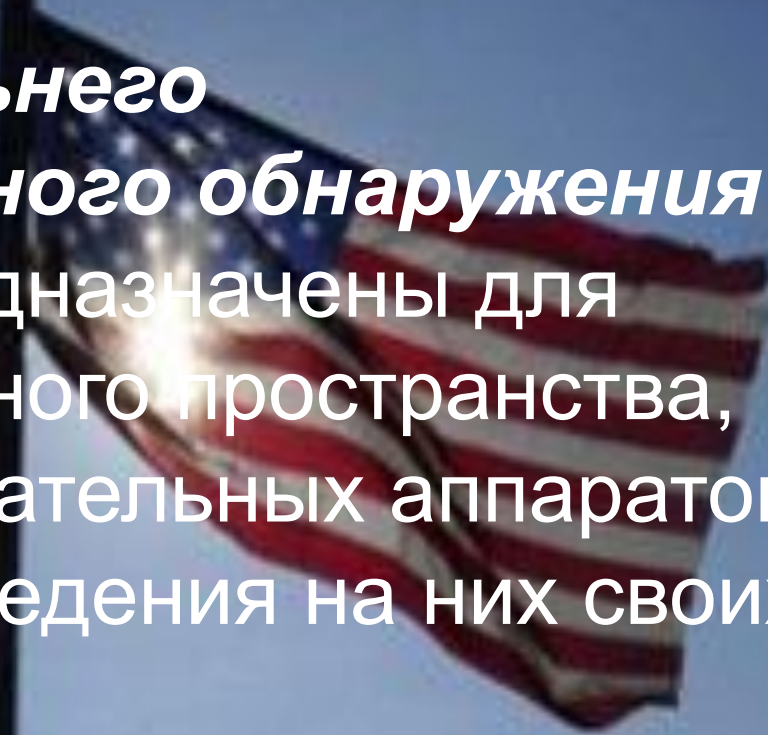 ьнего
ного обнаружения
дназначены для
ного пространства,
ательных аппарато
едения на них свои